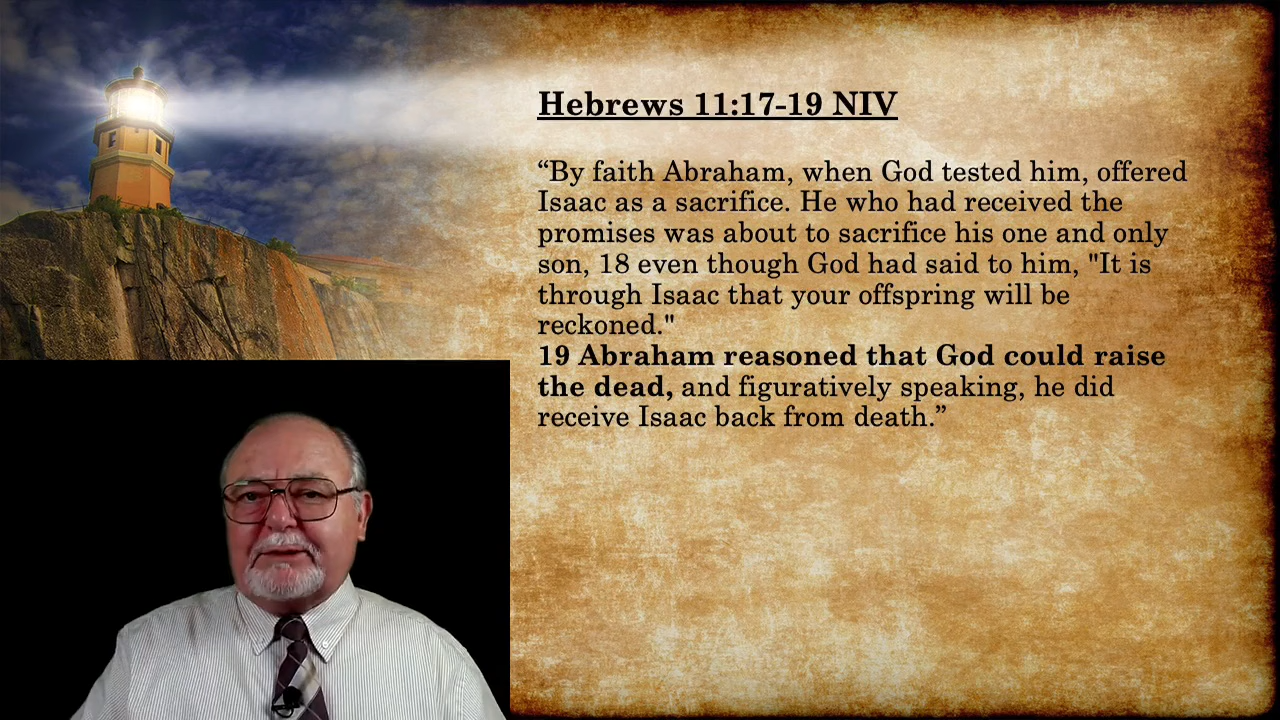 Hebrews 11:17-19 NIV
“By faith Abraham, when God tested him, offered
Isaac as a sacrifice. He who had received the
promises was about to sacrifice his one and only
son, 18 even though God had said to him, "It is
through Isaac that your offspring will be
reckoned."
19 Abraham reasoned that God could raise
the dead, and figuratively speaking, he did
receive Isaac back from death.”